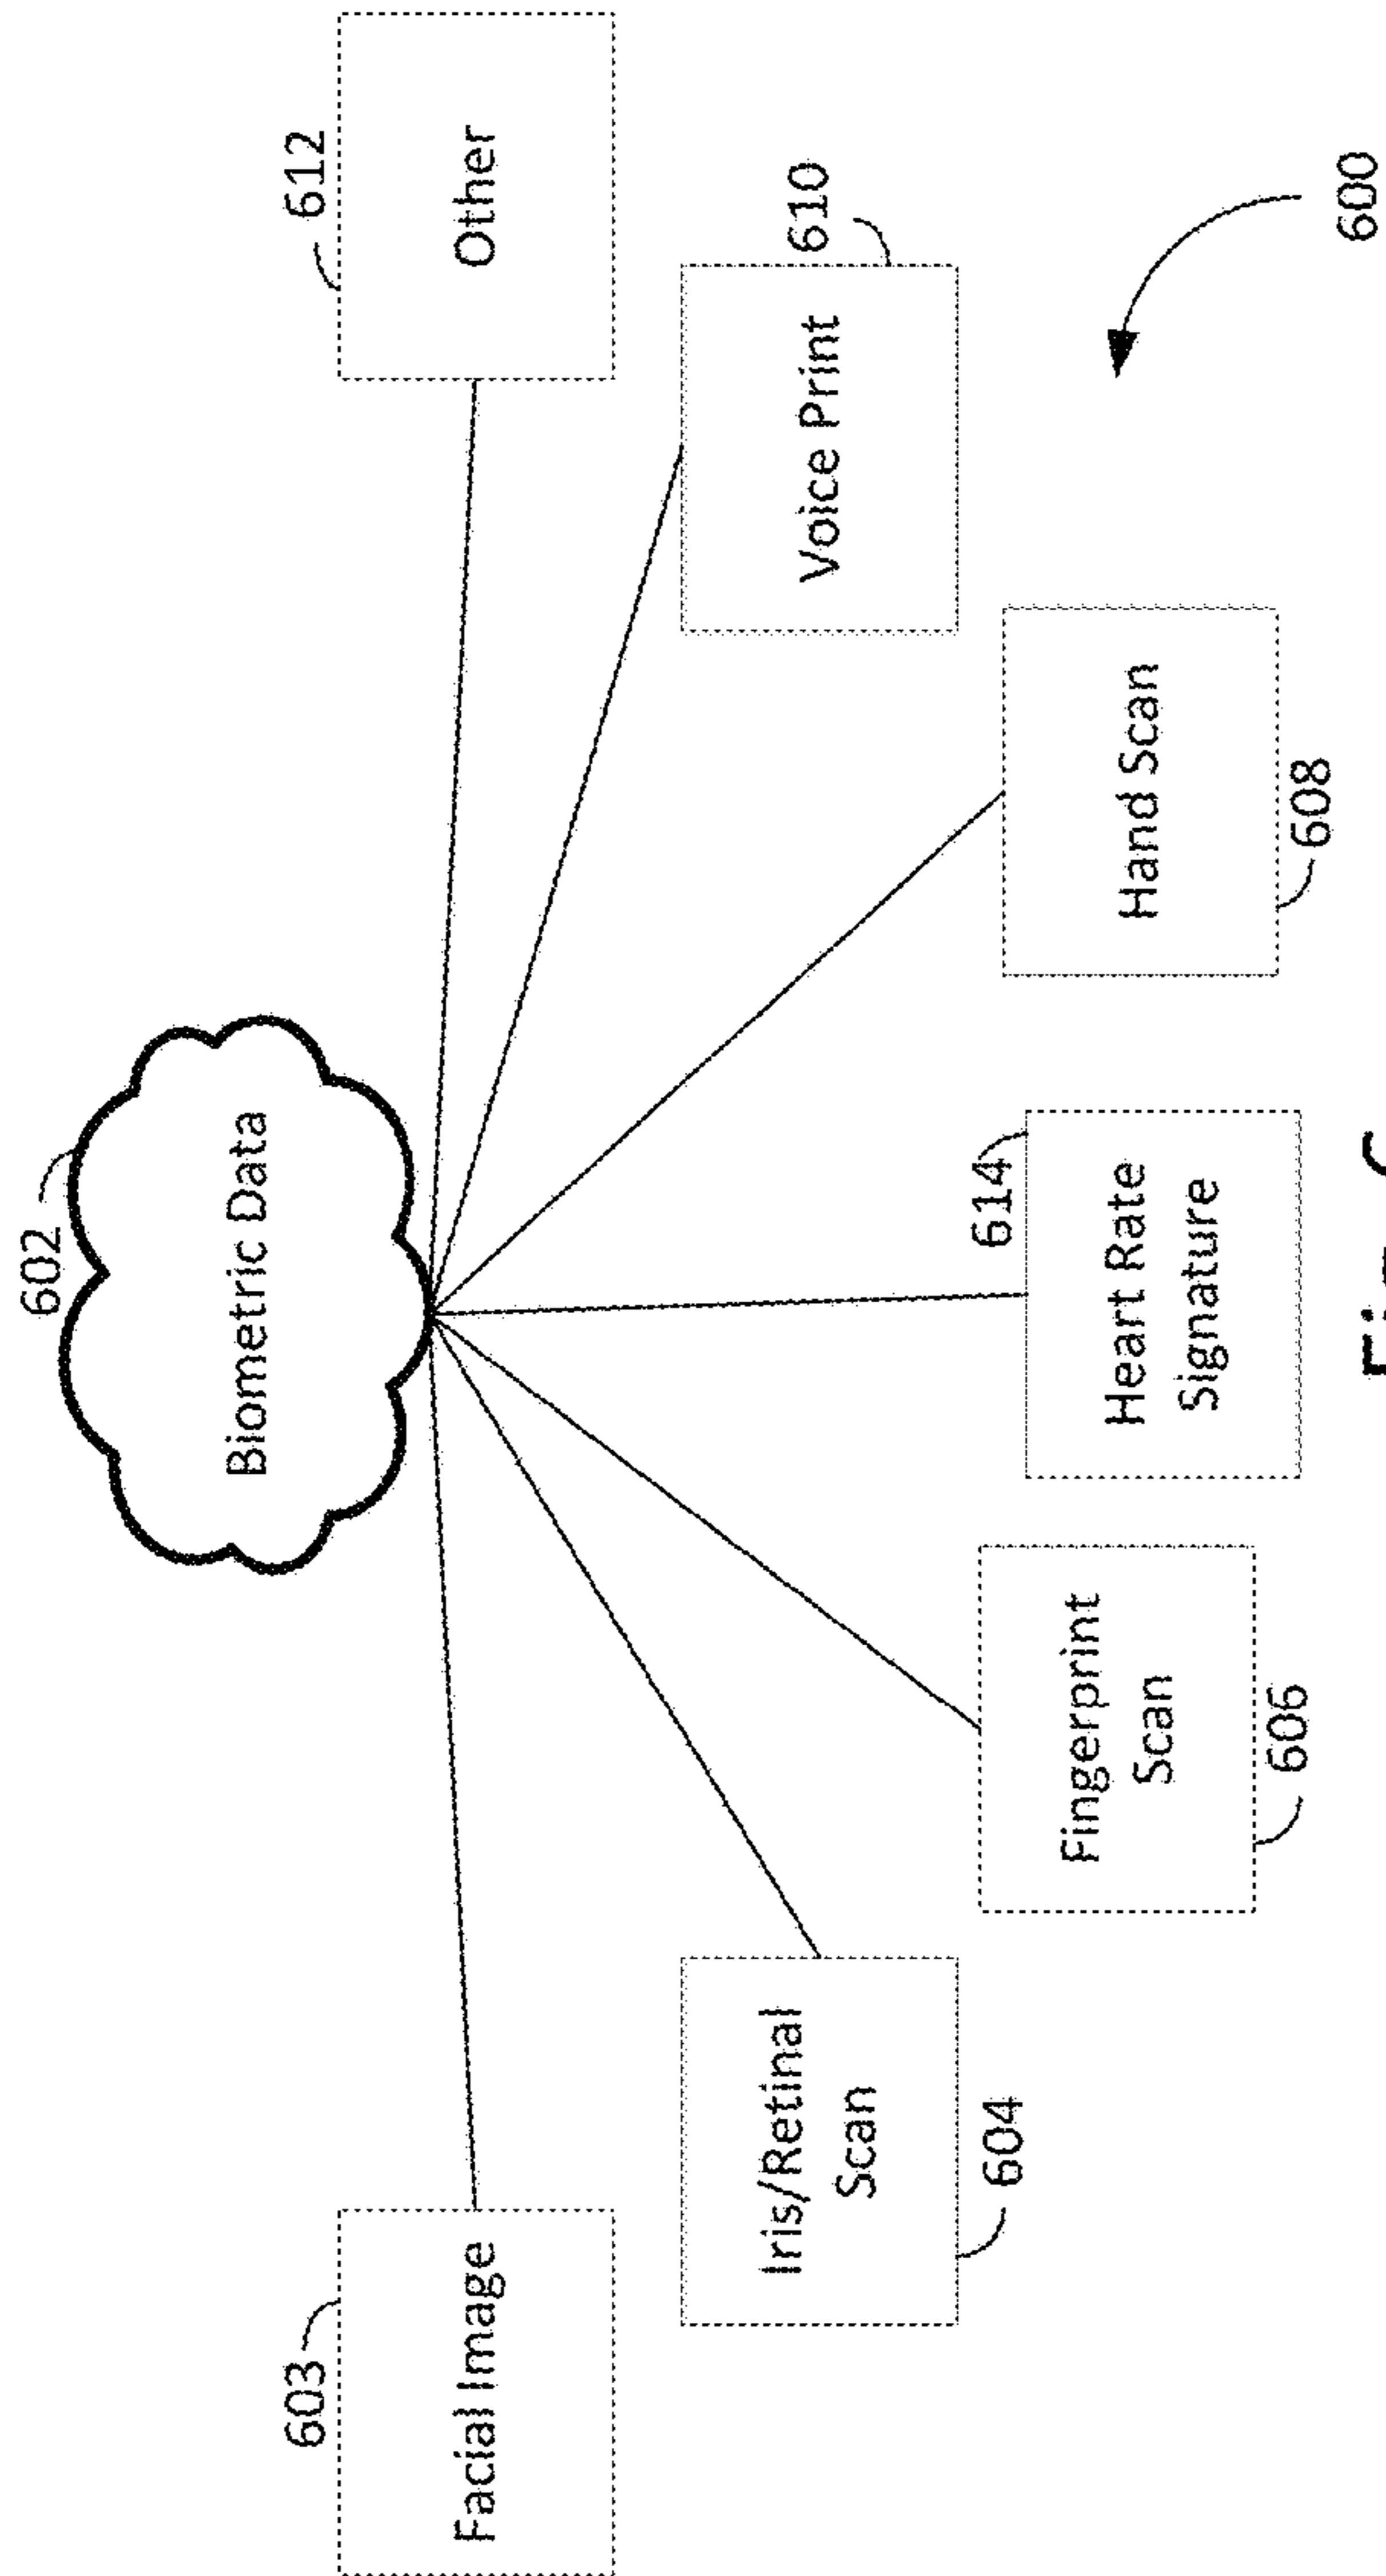 602
Biometric Data
603
Facial Image
612
Other
Iris/Retinal
Scan
604
Voice Print
610
Fingerprint
Scan
606
614
Heart Rate
Signature
Hand Scan
608
600